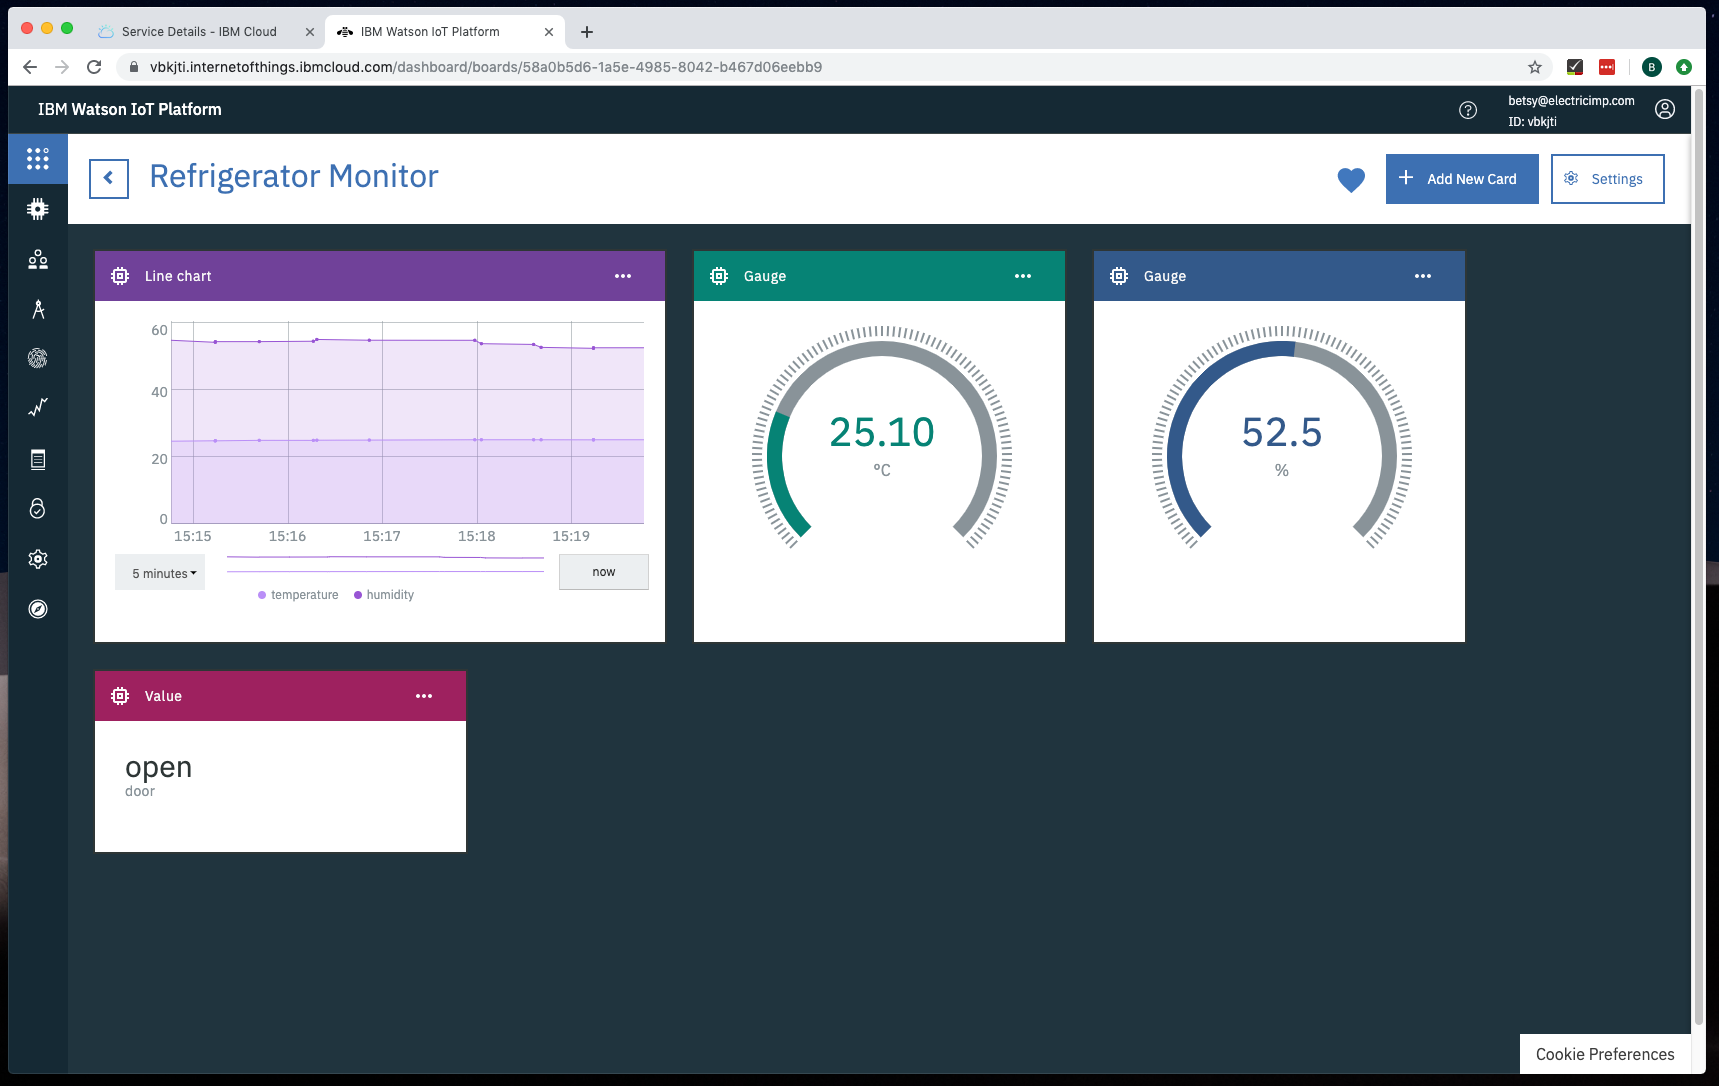 Service Details - IBM Cloud
IBM Watson IoT Platform
vbkjti.internetofthings.ibmcloud.com/dashboard/boards/58a0b5d6-1a5e-4985-8042-b467d06eebb9
B
IBM Watson IoT Platform
betsy@electricimp.com
ID: vbkjti
Refrigerator Monitor
Add New Card
Settings
Line chart
60
40
20
0
15:15 15:16 15:17 15:18 15:19
5 minutes
now
temperature humidity
Gauge
25.10
°C
Gauge
52.5
%
Value
open
door
Cookie Preferences